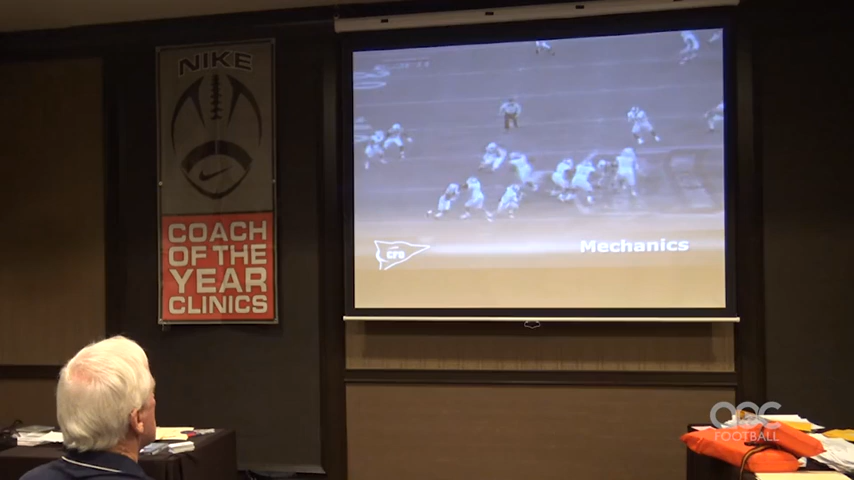 NIKE
COACH
OF THE
YEAR
CLINICS
CFO
Mechanics
FOOTBALL